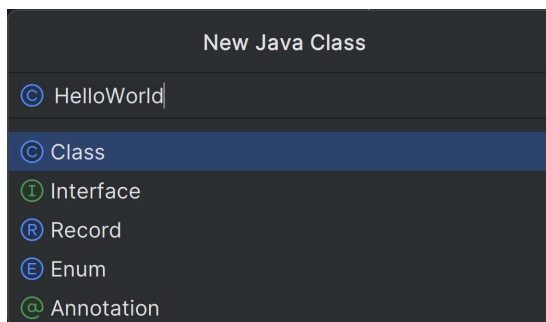 New Java Class
© HelloWorld
© Class
I Interface
R Record
E Enum
@ Annotation